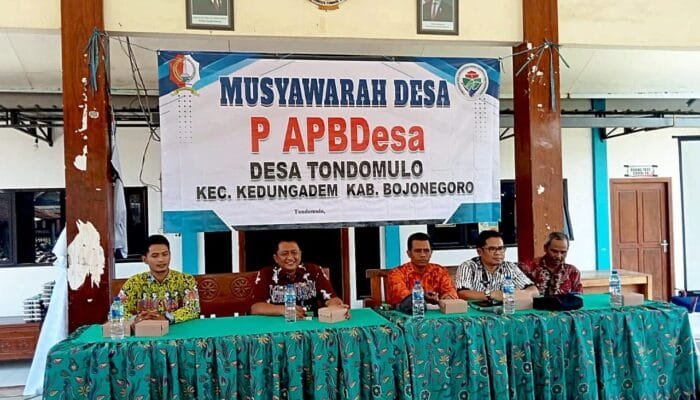 MUSYAWARAH DESA
P APBDesa
DESA TONDOMULO
KEC. KEDUNGADEM KAB. BOJONEGORO
Tondomulo,